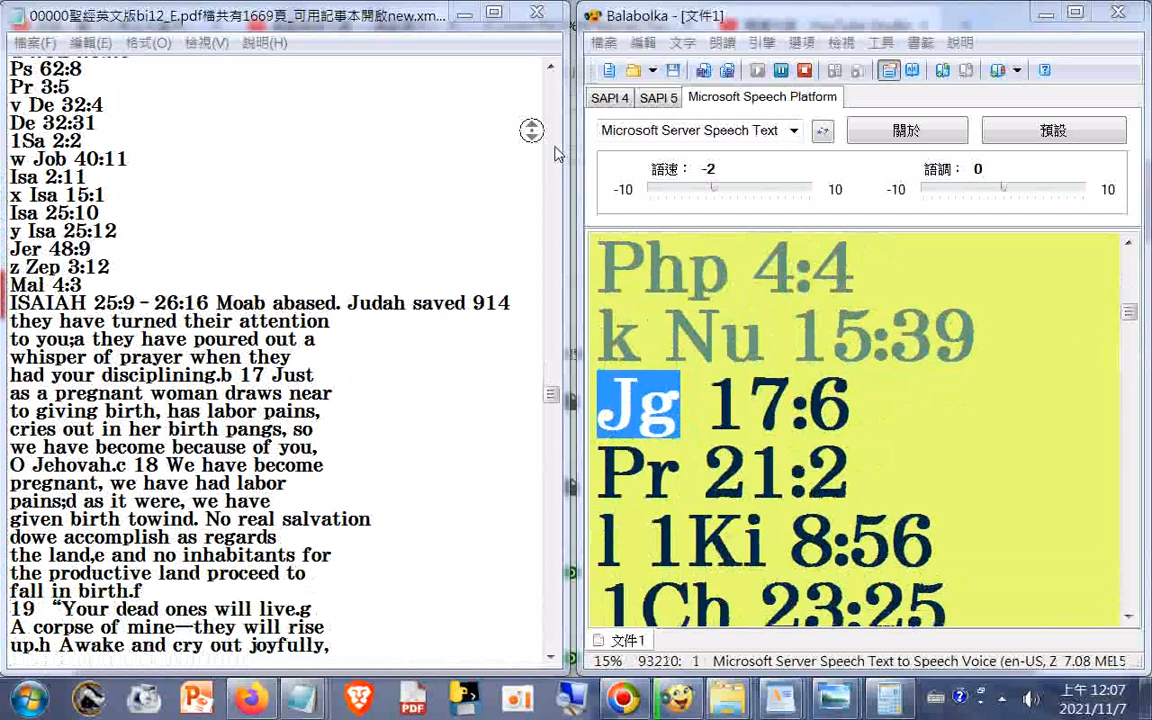 00000聖經英文版bi12_E.pdf檔共有1669頁_可用記事本開啟new.xm...
檔案(F) 編輯(E) 格式(O) 檢視(V) 說明(H)
Ps 62:8
Pr 3:5
v De 32:4
De 32:31
1Sa 2:2
w Job 40:11
Isa 2:11
x Isa 15:1
Isa 25:10
y Isa 25:12
Jer 48:9
z Zep 3:12
Mal 4:3
ISAIAH 25:9–26:16 Moab abased. Judah saved 914
they have turned their attention
to you;a they have poured out a
whisper of prayer when they
had your disciplining.b 17 Just
as a pregnant woman draws near
to giving birth, has labor pains,
cries out in her birth pangs, so
we have become because of you,
O Jehovah.c 18 We have become
pregnant, we have had labor
pains;d as it were, we have
given birth towind. No real salvation
dowe accomplish as regards
the land,e and no inhabitants for
the productive land proceed to
fall in birth.f
19 “Your dead ones will live.g
A corpse of mine—they will rise
up.h Awake and cry out joyfully,
Balabolka - [文件1]
檔案 編輯 文字 朗讀 引擎 選項 檢視 工具 書籤 說明
SAPI 4 SAPI 5 Microsoft Speech Platform
Microsoft Server Speech Text 關於 預設
語速： -2 語調： 0
-10 10 -10 10
Php 4:4
k Nu 15:39
Jg 17:6
Pr 21:2
l 1Ki 8:56
1Ch 23:25
文件1
15% 93210: 1 Microsoft Server Speech Text to Speech Voice (en-US, Z 7.08 ME
上午 12:07
2021/11/7